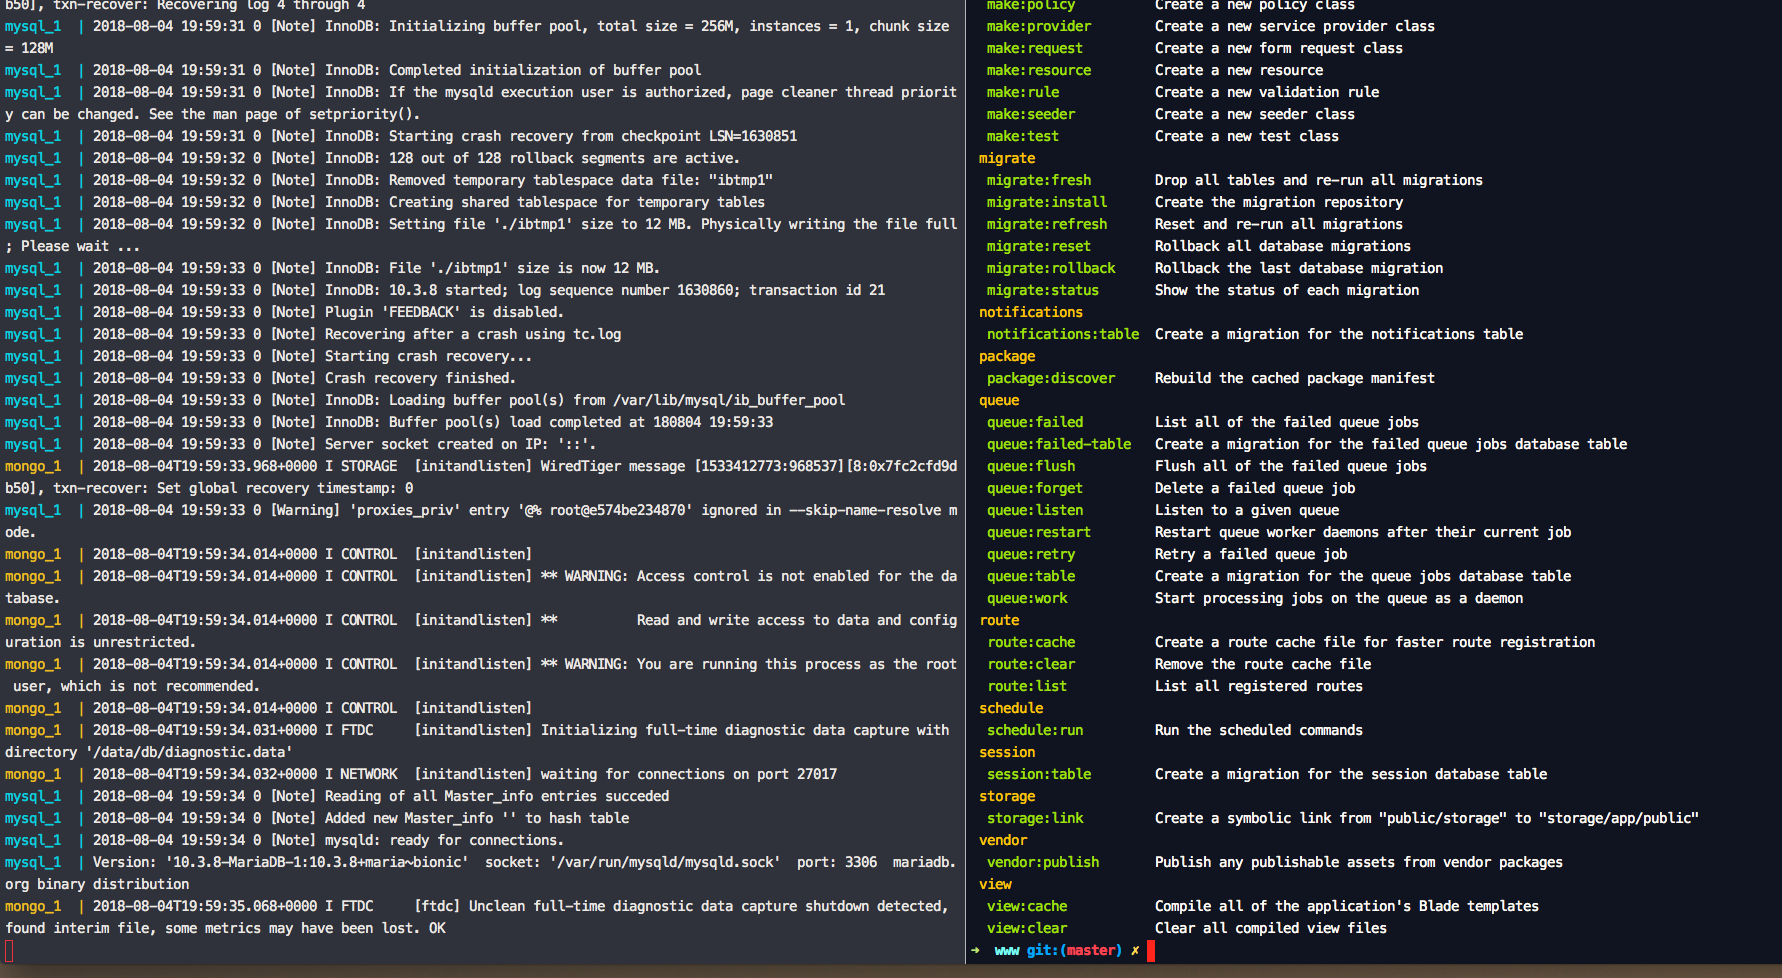 b50], txn-recover: Recovering log 4 through 4
mysql_1  | 2018-08-04 19:59:31 0 [Note] InnoDB: Initializing buffer pool, total size = 256M, instances = 1, chunk size
= 128M
mysql_1  | 2018-08-04 19:59:31 0 [Note] InnoDB: Completed initialization of buffer pool
mysql_1  | 2018-08-04 19:59:31 0 [Note] InnoDB: If the mysqld execution user is authorized, page cleaner thread priorit
y can be changed. See the man page of setpriority().
mysql_1  | 2018-08-04 19:59:31 0 [Note] InnoDB: Starting crash recovery from checkpoint LSN=1630851
mysql_1  | 2018-08-04 19:59:32 0 [Note] InnoDB: 128 out of 128 rollback segments are active.
mysql_1  | 2018-08-04 19:59:32 0 [Note] InnoDB: Removed temporary tablespace data file: "ibtmp1"
mysql_1  | 2018-08-04 19:59:32 0 [Note] InnoDB: Creating shared tablespace for temporary tables
mysql_1  | 2018-08-04 19:59:32 0 [Note] InnoDB: Setting file './ibtmp1' size to 12 MB. Physically writing the file full
; Please wait ...
mysql_1  | 2018-08-04 19:59:33 0 [Note] InnoDB: File './ibtmp1' size is now 12 MB.
mysql_1  | 2018-08-04 19:59:33 0 [Note] InnoDB: 10.3.8 started; log sequence number 1630860; transaction id 21
mysql_1  | 2018-08-04 19:59:33 0 [Note] Plugin 'FEEDBACK' is disabled.
mysql_1  | 2018-08-04 19:59:33 0 [Note] Recovering after a crash using tc.log
mysql_1  | 2018-08-04 19:59:33 0 [Note] Starting crash recovery...
mysql_1  | 2018-08-04 19:59:33 0 [Note] Crash recovery finished.
mysql_1  | 2018-08-04 19:59:33 0 [Note] InnoDB: Loading buffer pool(s) from /var/lib/mysql/ib_buffer_pool
mysql_1  | 2018-08-04 19:59:33 0 [Note] InnoDB: Buffer pool(s) load completed at 180804 19:59:33
mysql_1  | 2018-08-04 19:59:33 0 [Note] Server socket created on IP: '::'.
mongo_1  | 2018-08-04T19:59:33.968+0000 I STORAGE  [initandlisten] WiredTiger message [1533412773:968537][8:0x7fc2cfd9d
b50], txn-recover: Set global recovery timestamp: 0
mysql_1  | 2018-08-04 19:59:33 0 [Warning] 'proxies_priv' entry '@% root@e574be234870' ignored in --skip-name-resolve m
ode.
mongo_1  | 2018-08-04T19:59:34.014+0000 I CONTROL  [initandlisten]
mongo_1  | 2018-08-04T19:59:34.014+0000 I CONTROL  [initandlisten] ** WARNING: Access control is not enabled for the da
tabase.
mongo_1  | 2018-08-04T19:59:34.014+0000 I CONTROL  [initandlisten] **          Read and write access to data and config
uration is unrestricted.
mongo_1  | 2018-08-04T19:59:34.014+0000 I CONTROL  [initandlisten] ** WARNING: You are running this process as the root
 user, which is not recommended.
mongo_1  | 2018-08-04T19:59:34.014+0000 I CONTROL  [initandlisten]
mongo_1  | 2018-08-04T19:59:34.031+0000 I FTDC     [initandlisten] Initializing full-time diagnostic data capture with
directory '/data/db/diagnostic.data'
mongo_1  | 2018-08-04T19:59:34.032+0000 I NETWORK  [initandlisten] waiting for connections on port 27017
mysql_1  | 2018-08-04 19:59:34 0 [Note] Reading of all Master_info entries succeded
mysql_1  | 2018-08-04 19:59:34 0 [Note] Added new Master_info '' to hash table
mysql_1  | 2018-08-04 19:59:34 0 [Note] mysqld: ready for connections.
mysql_1  | Version: '10.3.8-MariaDB-1:10.3.8+maria~bionic'  socket: '/var/run/mysqld/mysqld.sock'  port: 3306  mariadb.
org binary distribution
mongo_1  | 2018-08-04T19:59:35.068+0000 I FTDC     [ftdc] Unclean full-time diagnostic data capture shutdown detected,
found interim file, some metrics may have been lost. OK
make:policy          Create a new policy class
make:provider        Create a new service provider class
make:request         Create a new form request class
make:resource        Create a new resource
make:rule            Create a new validation rule
make:seeder          Create a new seeder class
make:test            Create a new test class
migrate
migrate:fresh        Drop all tables and re-run all migrations
migrate:install      Create the migration repository
migrate:refresh      Reset and re-run all migrations
migrate:reset        Rollback all database migrations
migrate:rollback     Rollback the last database migration
migrate:status       Show the status of each migration
notifications
notifications:table  Create a migration for the notifications table
package
package:discover     Rebuild the cached package manifest
queue
queue:failed         List all of the failed queue jobs
queue:failed-table   Create a migration for the failed queue jobs database table
queue:flush          Flush all of the failed queue jobs
queue:forget         Delete a failed queue job
queue:listen         Listen to a given queue
queue:restart        Restart queue worker daemons after their current job
queue:retry          Retry a failed queue job
queue:table          Create a migration for the queue jobs database table
queue:work           Start processing jobs on the queue as a daemon
route
route:cache          Create a route cache file for faster route registration
route:clear          Remove the route cache file
route:list           List all registered routes
schedule
schedule:run         Run the scheduled commands
session
session:table        Create a migration for the session database table
storage
storage:link         Create a symbolic link from "public/storage" to "storage/app/public"
vendor
vendor:publish       Publish any publishable assets from vendor packages
view
view:cache           Compile all of the application's Blade templates
view:clear           Clear all compiled view files
➜  www git:(master) ✗